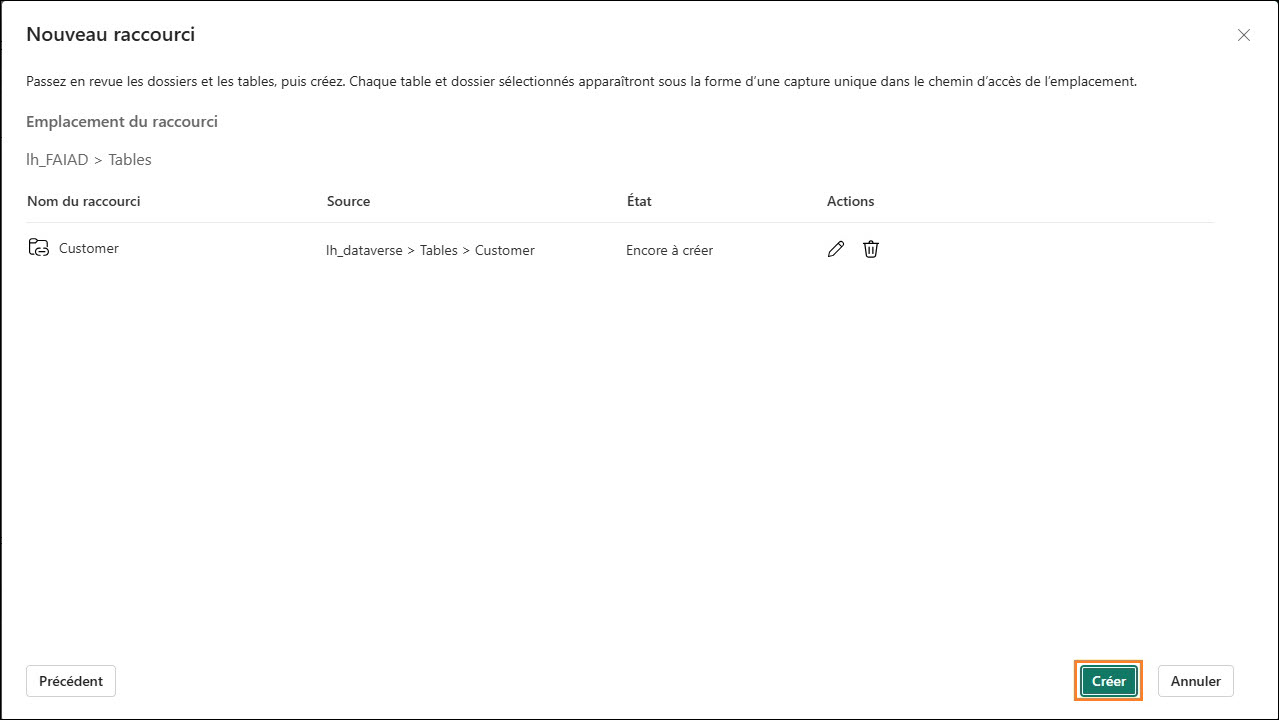 Nouveau raccourci
Passez en revue les dossiers et les tables, puis créez. Chaque table et dossier sélectionnés apparaîtront sous la forme d’une capture unique dans le chemin d’accès de l’emplacement.
Emplacement du raccourci
lh_FAIAD > Tables
Nom du raccourci Source État Actions
Customer lh_dataverse > Tables > Customer Encore à créer
Précédent Créer Annuler